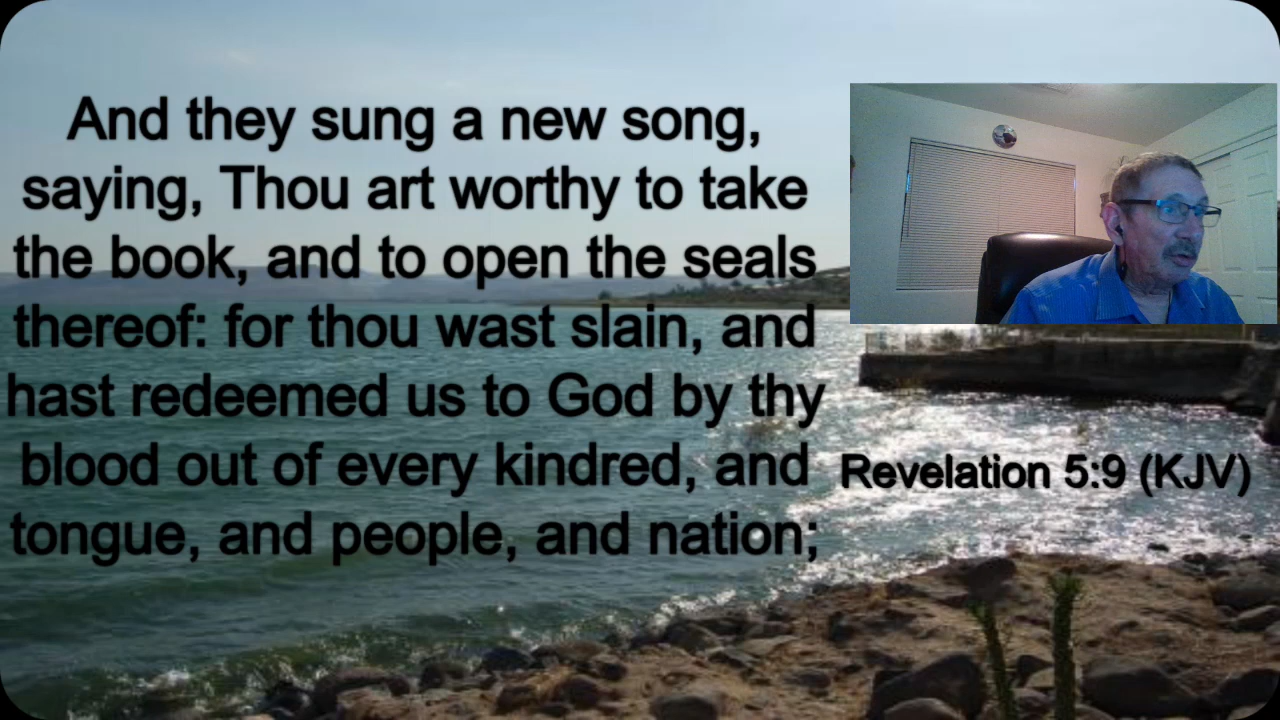 And they sung a new song,
saying, Thou art worthy to take
the book, and to open the seals
thereof: for thou wast slain, and
hast redeemed us to God by thy
blood out of every kindred, and
tongue, and people, and nation;
Revelation 5:9 (KJV)